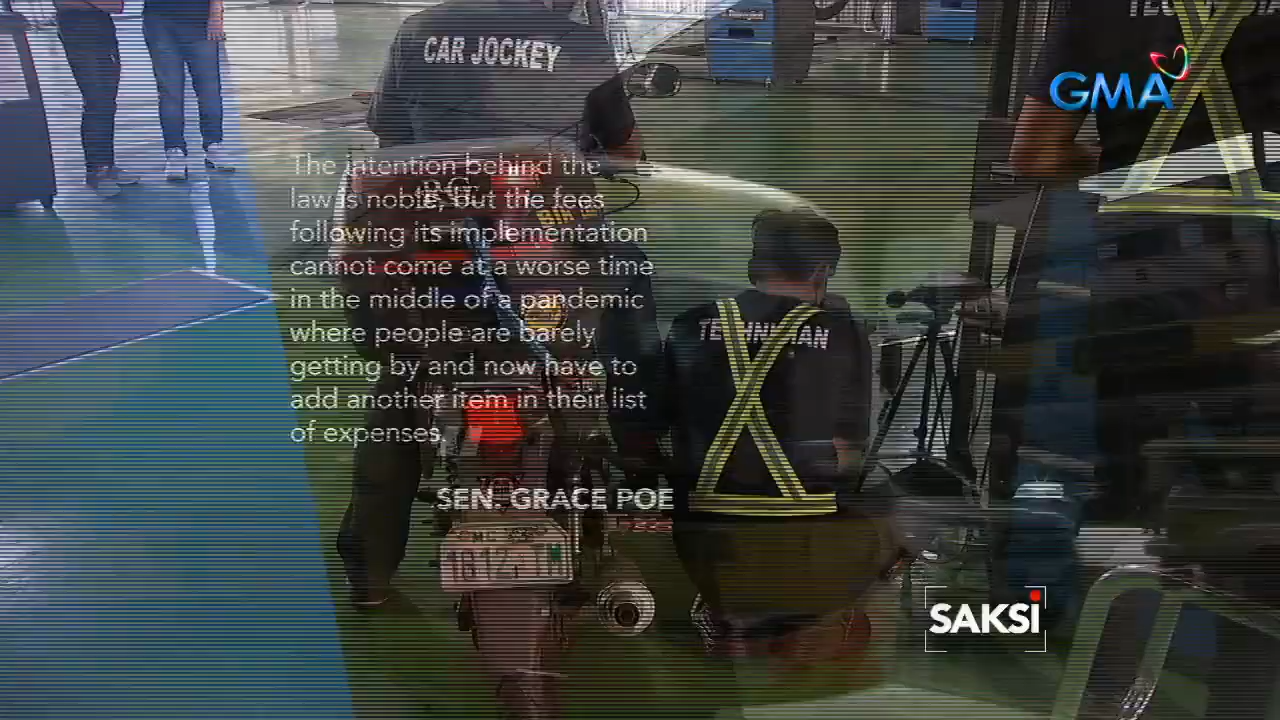 CAR JOCKEY
GMA
The intention behind the
law is noble, but the fees
following its implementation
cannot come at a worse time
in the middle of a pandemic
where people are barely
getting by and now have to
add another item in their list
of expenses.
TECHNICIAN
SEN. GRACE POE
SAKSI